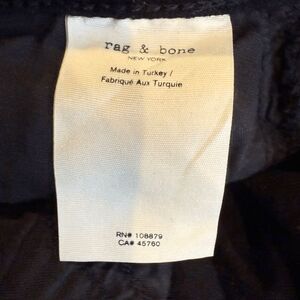 rag & bone
NEW YORK
Made in Turkey /
Fabriqué Aux Turquie
RN# 108879
CA# 45760